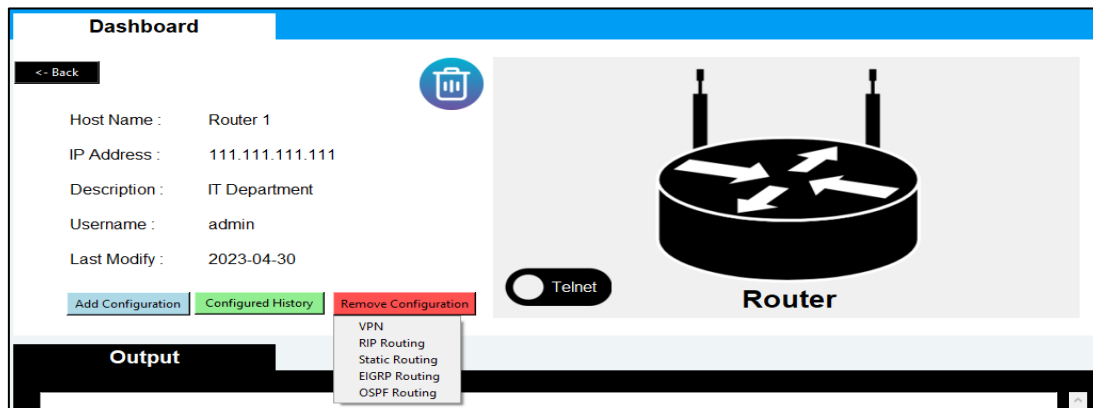 Dashboard
<- Back
Host Name : Router 1
IP Address : 111.111.111.111
Description : IT Department
Username : admin
Last Modify : 2023-04-30
Add Configuration Configured History Remove Configuration
VPN
RIP Routing
Static Routing
EIGRP Routing
OSPF Routing
Telnet
Router
Output